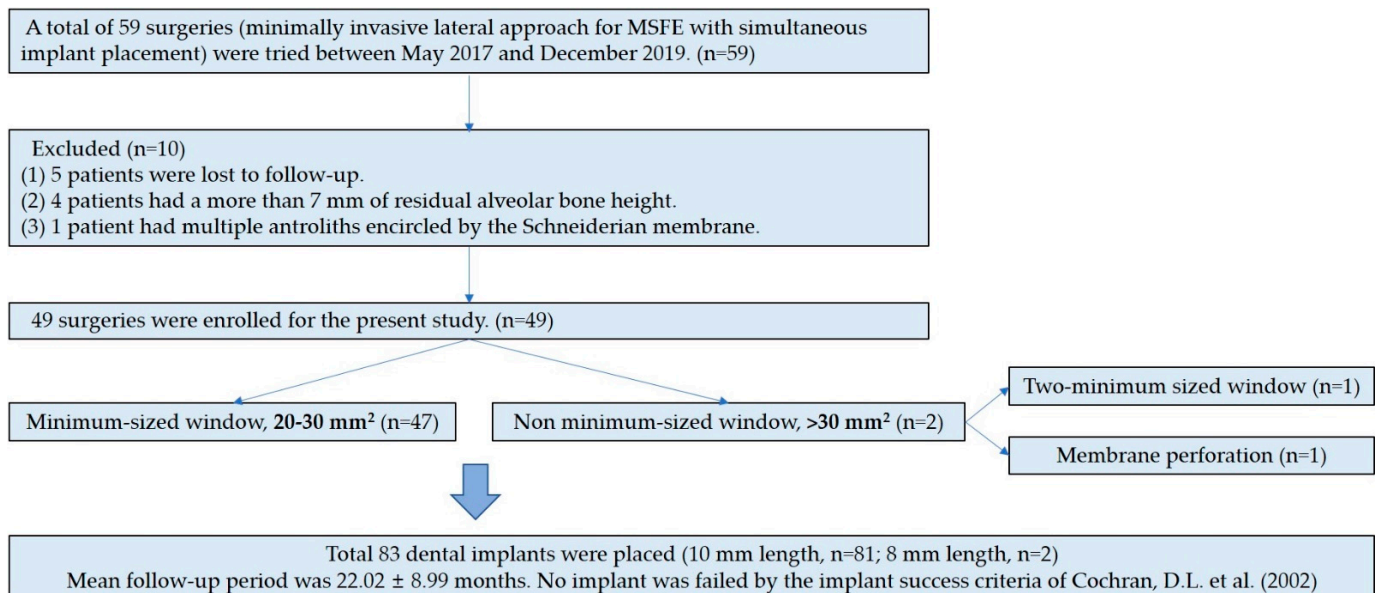 A total of 59 surgeries (minimally invasive lateral approach for MSFE with simultaneous
implant placement) were tried between May 2017 and December 2019. (n=59)
Excluded (n=10)
(1) 5 patients were lost to follow-up.
(2) 4 patients had a more than 7 mm of residual alveolar bone height.
(3) 1 patient had multiple antroliths encircled by the Schneiderian membrane.
49 surgeries were enrolled for the present study. (n=49)
Minimum-sized window, 20-30 mm² (n=47)
Non minimum-sized window, >30 mm² (n=2)
Two-minimum sized window (n=1)
Membrane perforation (n=1)
Total 83 dental implants were placed (10 mm length, n=81; 8 mm length, n=2)
Mean follow-up period was 22.02 ± 8.99 months. No implant was failed by the implant success criteria of Cochran, D.L. et al. (2002)